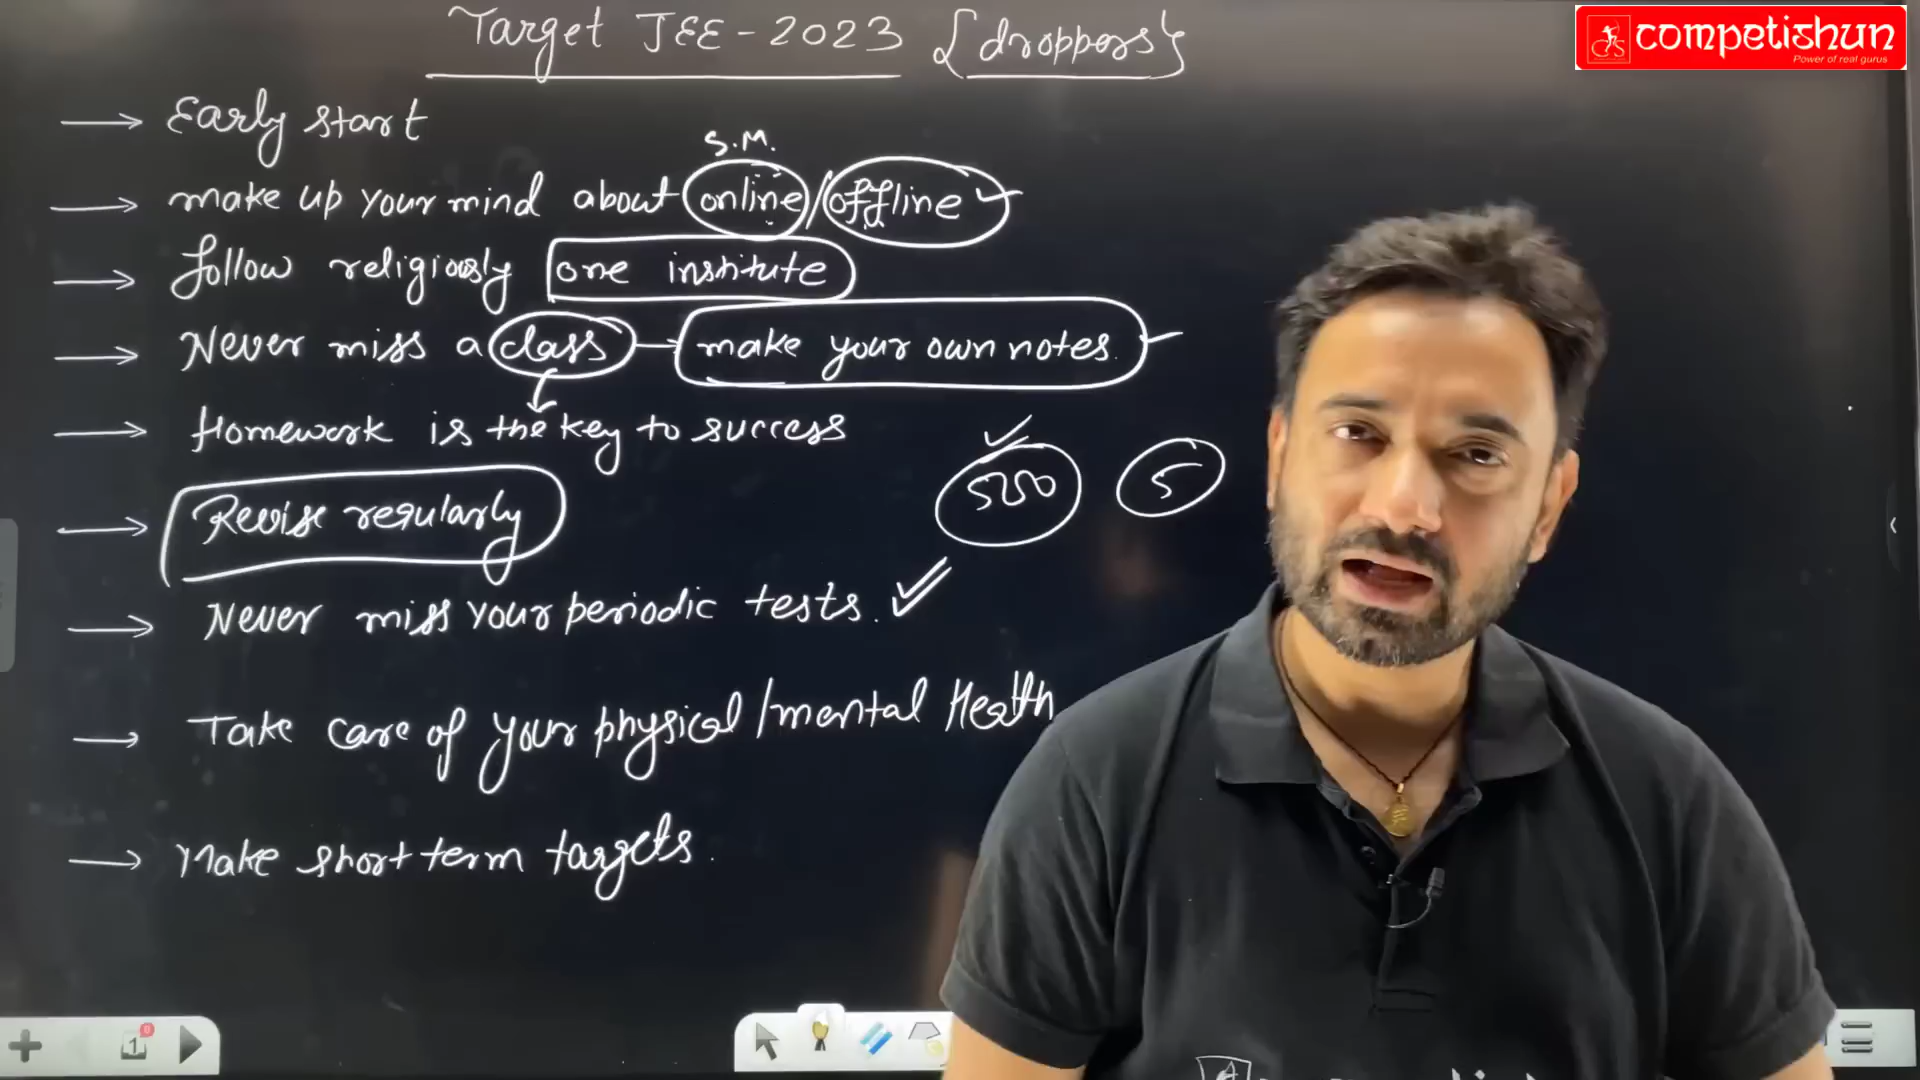 Target JEE-2023 {droppers}
competishun
Power of real gurus
→ Early start
S.M.
→ make up your mind about online/offline
→ follow religiously one institute
→ Never miss a class → make your own notes.
→ Homework is the key to success
5
→ Revise regularly
→ Never miss your periodic tests.
→ Take care of your physical/mental Health
→ Make short term targets.
1